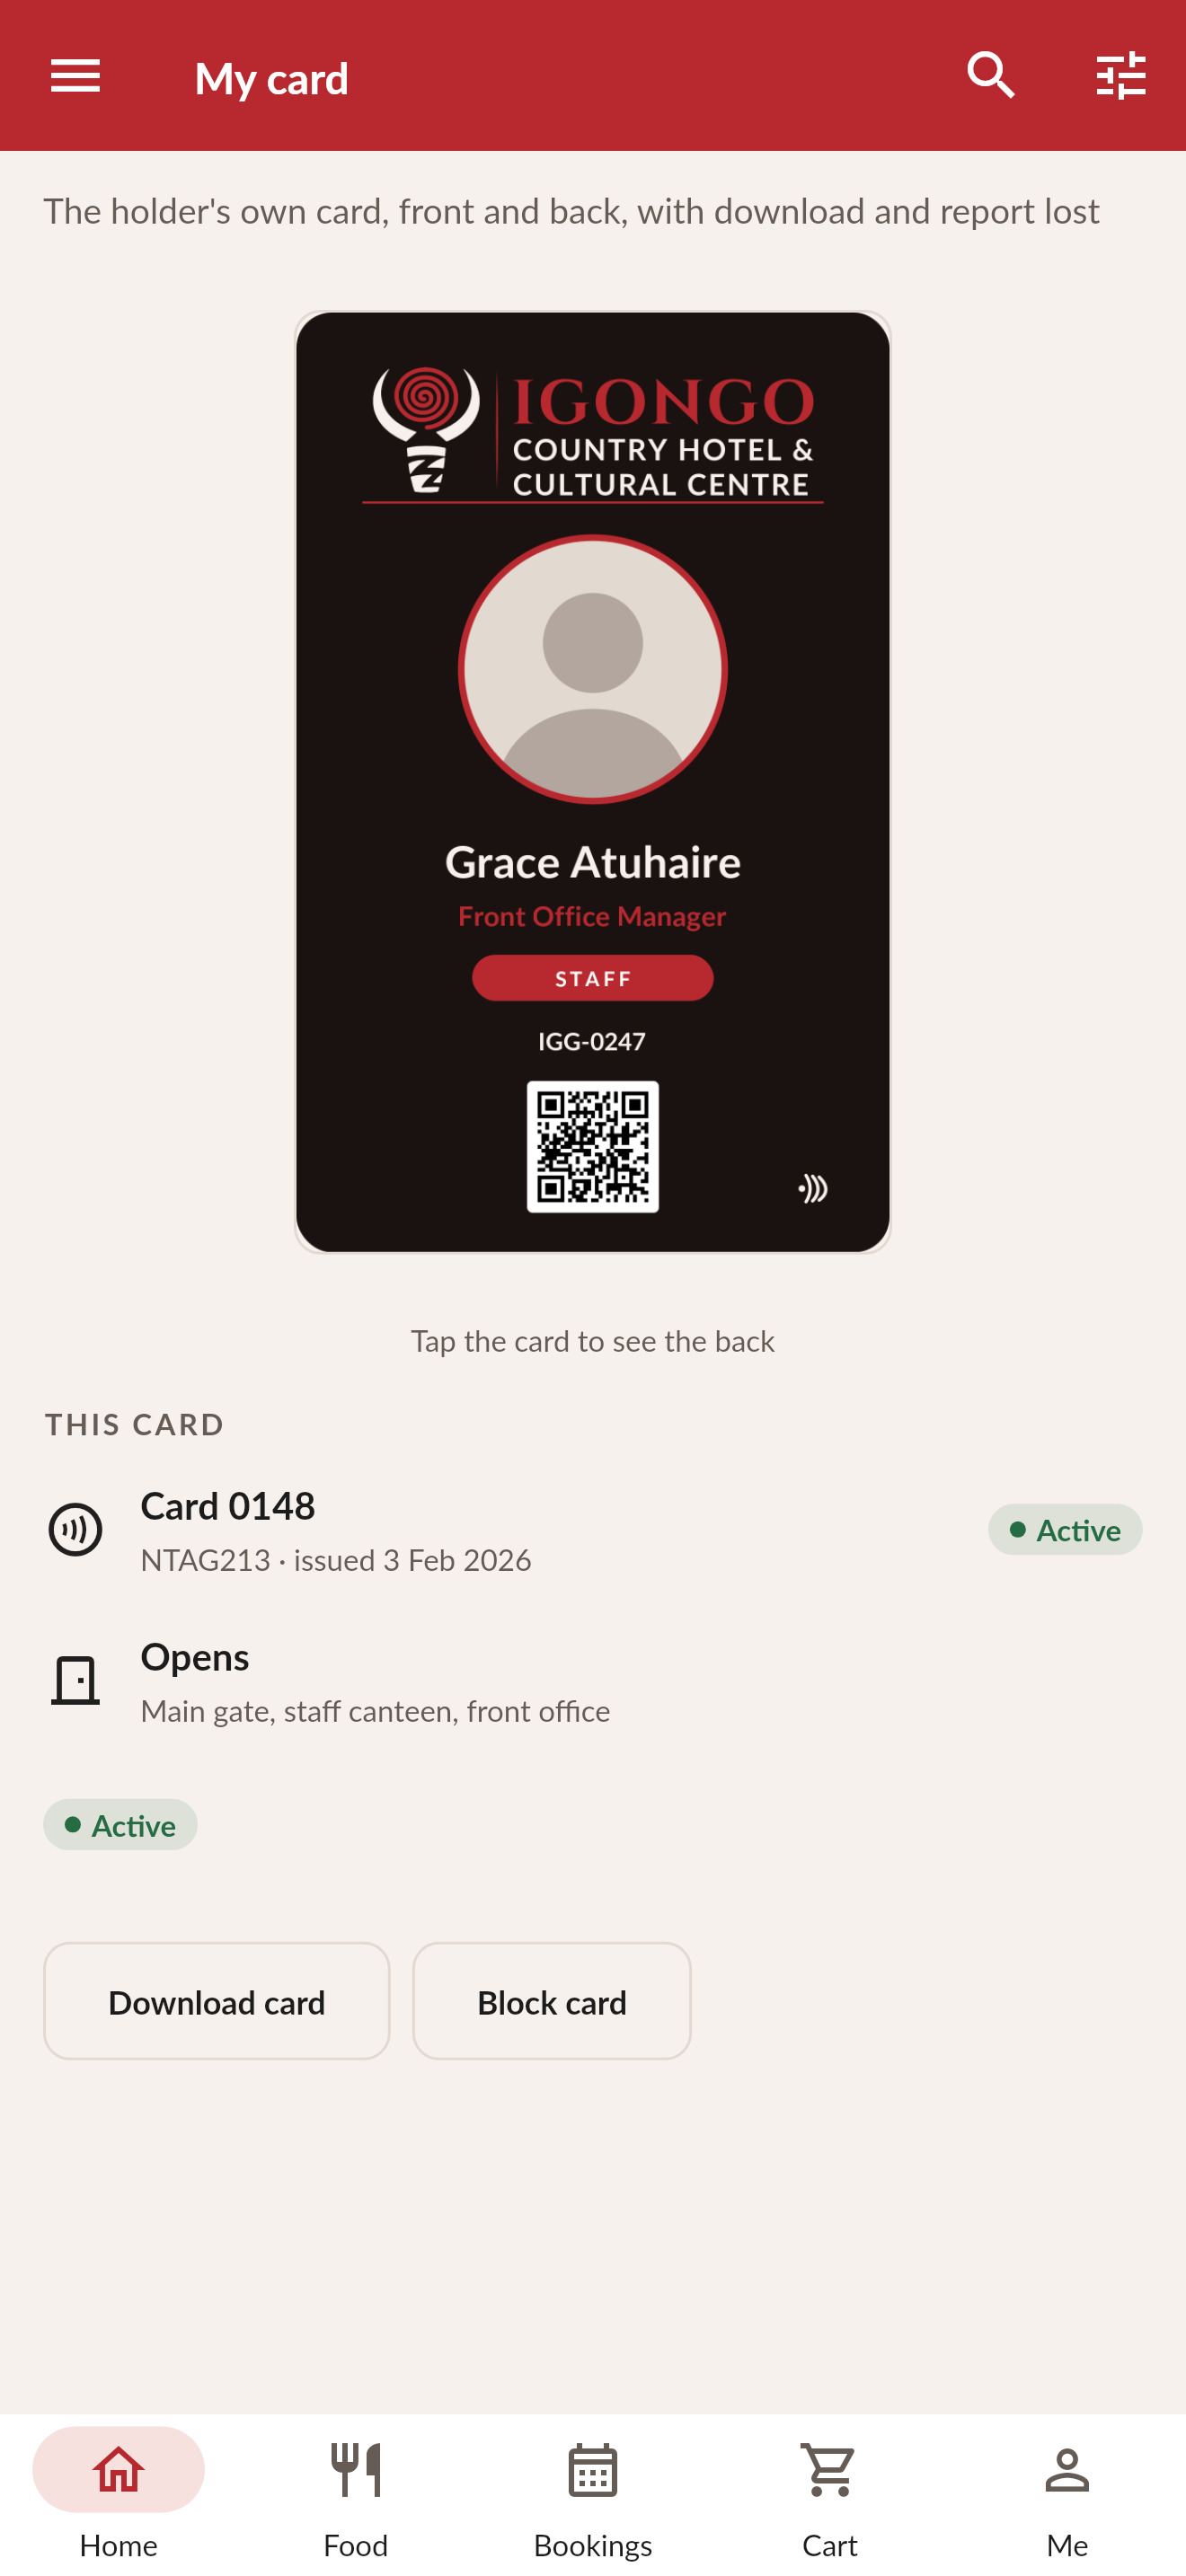 My card
The holder's own card, front and back, with download and report lost
IGONGO
COUNTRY HOTEL &
CULTURAL CENTRE
Grace Atuhaire
Front Office Manager
STAFF
IGG-0247
Tap the card to see the back
THIS CARD
Card 0148
NTAG213 · issued 3 Feb 2026
Active
Opens
Main gate, staff canteen, front office
Active
Download card
Block card
Home
Food
Bookings
Cart
Me